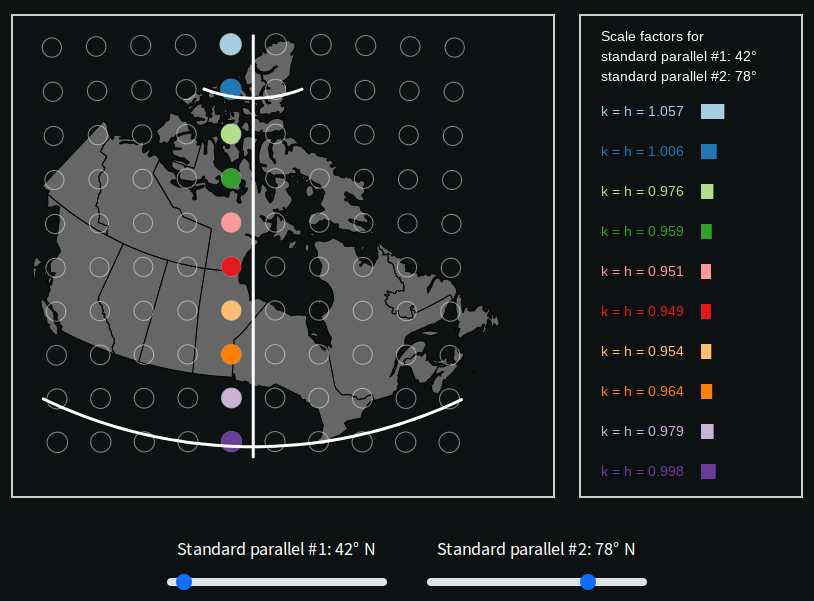 Scale factors for
standard parallel #1: 42°
standard parallel #2: 78°
k = h = 1.057
k = h = 1.006
k = h = 0.976
k = h = 0.959
k = h = 0.951
k = h = 0.949
k = h = 0.954
k = h = 0.964
k = h = 0.979
k = h = 0.998
Standard parallel #1: 42° N
Standard parallel #2: 78° N